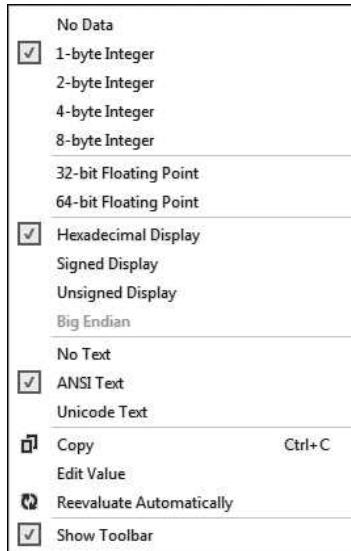 No Data
1-byte Integer
2-byte Integer
4-byte Integer
8-byte Integer
32-bit Floating Point
64-bit Floating Point
Hexadecimal Display
Signed Display
Unsigned Display
Big Endian
No Text
ANSI Text
Unicode Text
Copy Ctrl+C
Edit Value
Reevaluate Automatically
Show Toolbar